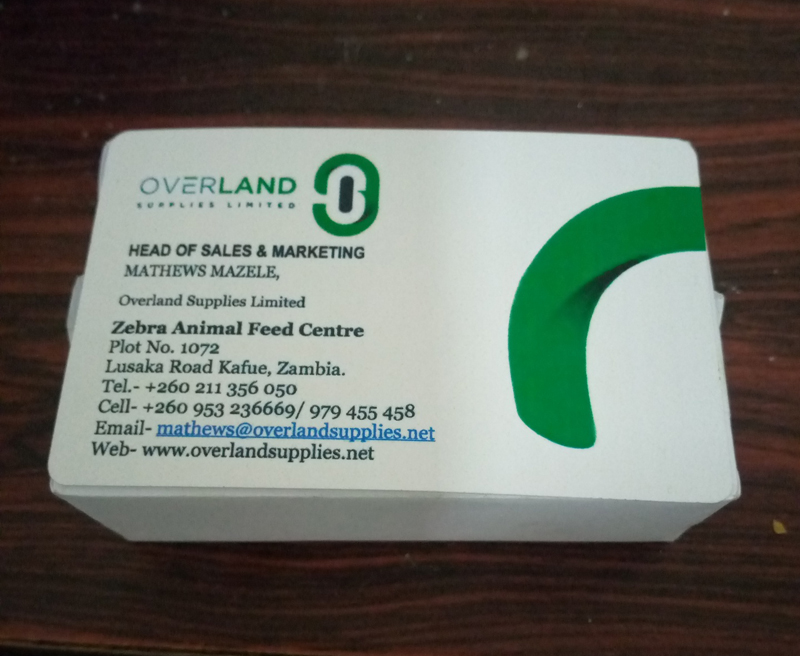 OVERLAND
SUPPLIES LIMITED
HEAD OF SALES & MARKETING
MATHEWS MAZELE,
Overland Supplies Limited
Zebra Animal Feed Centre
Plot No. 1072
Lusaka Road Kafue, Zambia.
Tel.- +260 211 356 050
Cell- +260 953 236669/ 979 455 458
Email- mathews@overlandsupplies.net
Web- www.overlandsupplies.net